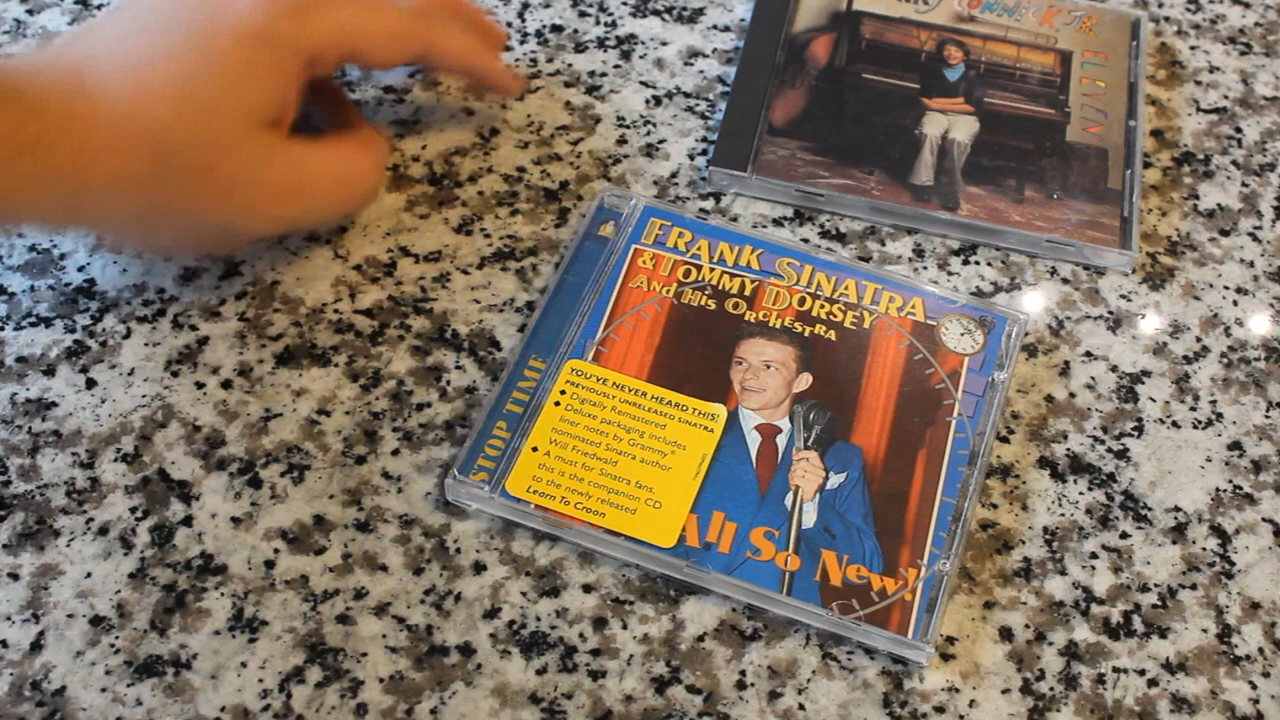 CONNICK, JR.
ELEVEN
FRANK SINATRA
& TOMMY DORSEY
And His ORCHESTRA
STOP TIME
YOU'VE NEVER HEARD THIS!
PREVIOUSLY UNRELEASED SINATRA
◆ Digitally Remastered
◆ Deluxe packaging includes
liner notes by Grammy®
nominated Sinatra author
Will Friedwald
◆ A must for Sinatra fans,
this is the companion CD
to the newly released
Learn To Croon
All So New!